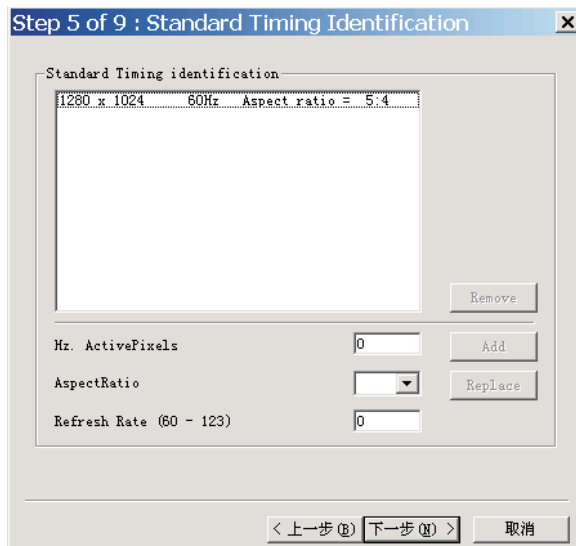 Step 5 of 9 : Standard Timing Identification
Standard Timing identification
1280 x 1024 60Hz Aspect ratio = 5:4
Remove
Hz. ActivePixels 0 Add
AspectRatio Replace
Refresh Rate (60 - 123) 0
< 上一步(B) 下一步(N) > 取消